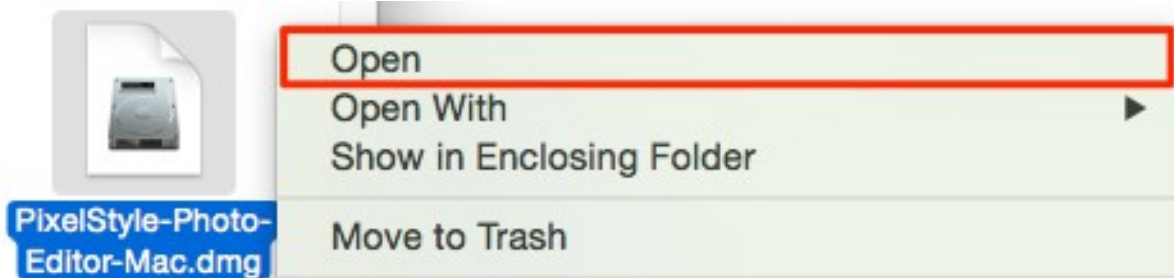 Open
Open With
Show in Enclosing Folder
PixelStyle-Photo-
Editor-Mac.dmg
Move to Trash